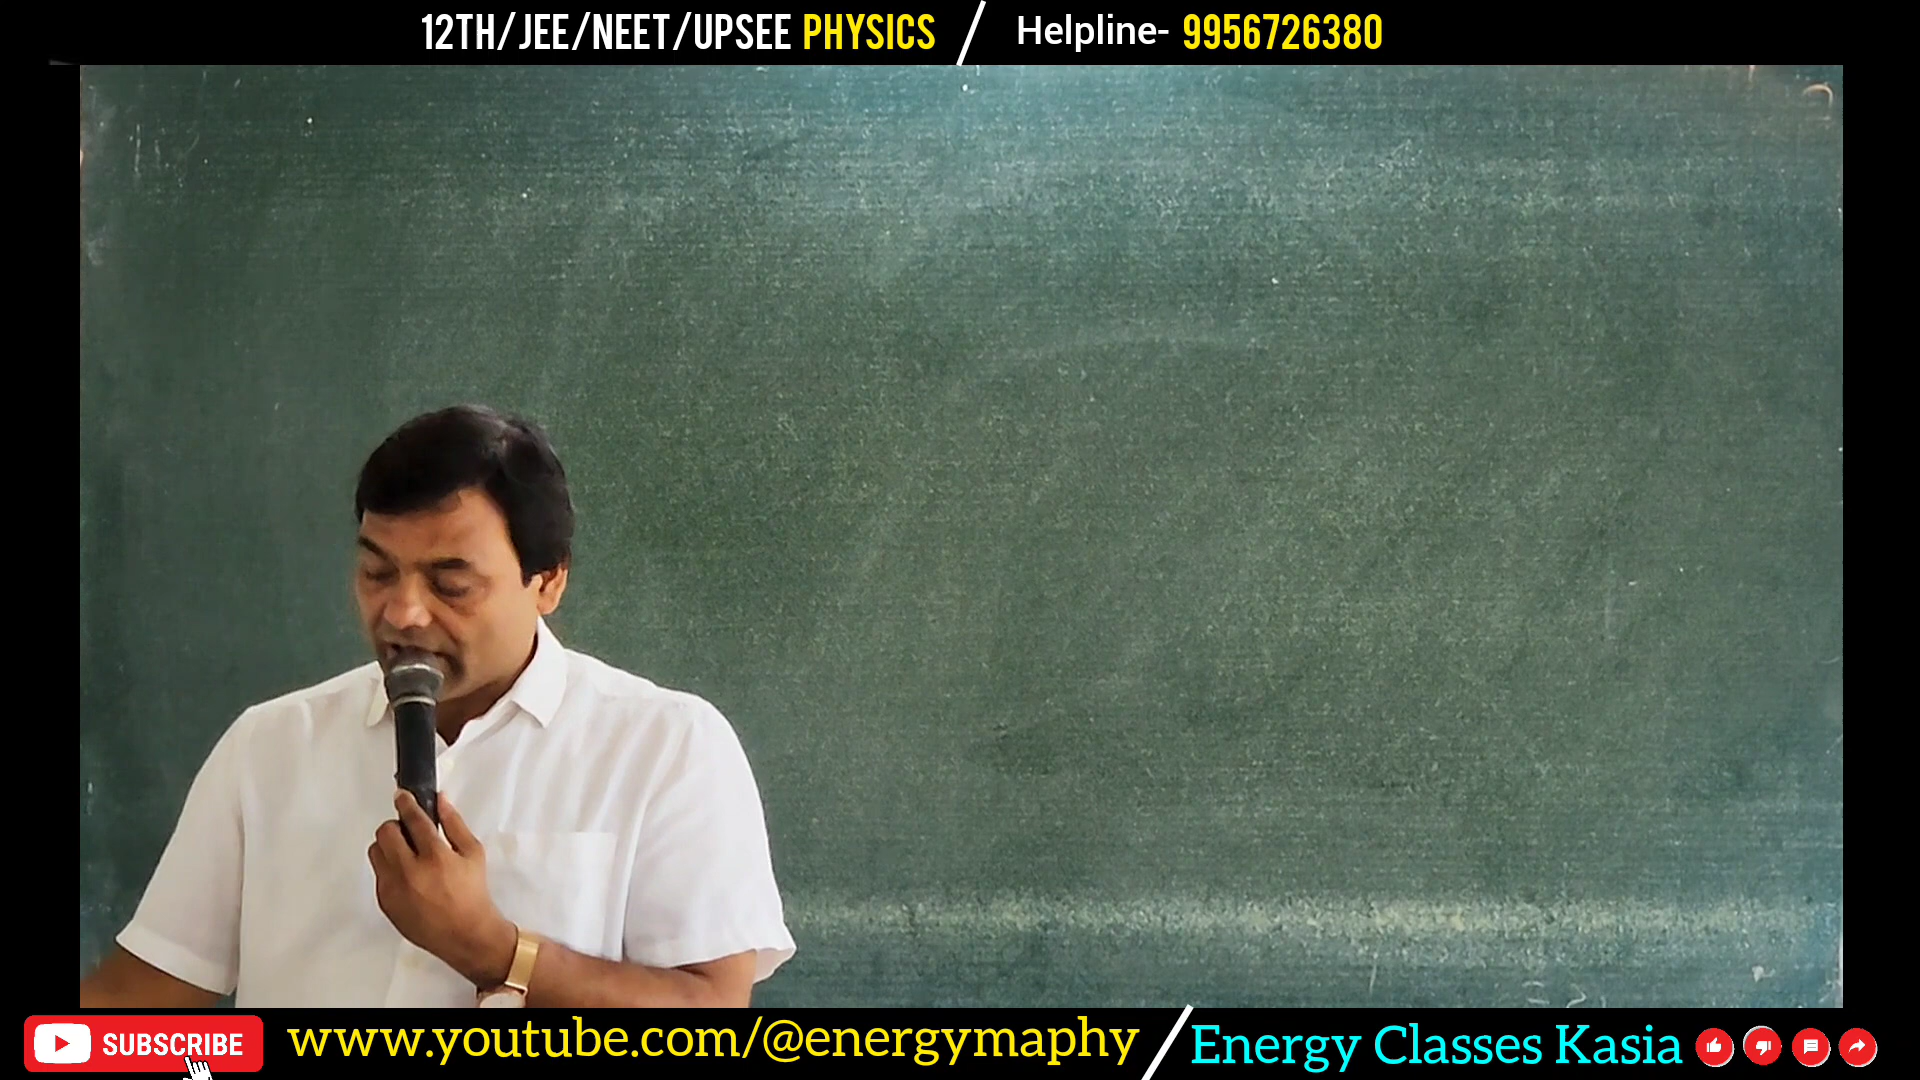 12TH/JEE/NEET/UPSEE PHYSICS / Helpline- 9956726380
SUBSCRIBE www.youtube.com/@energymaphy / Energy Classes Kasia